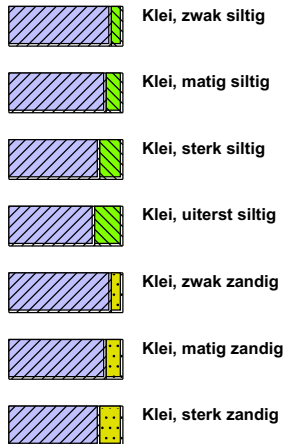 Klei, zwak siltig
Klei, matig siltig
Klei, sterk siltig
Klei, uiterst siltig
Klei, zwak zandig
Klei, matig zandig
Klei, sterk zandig